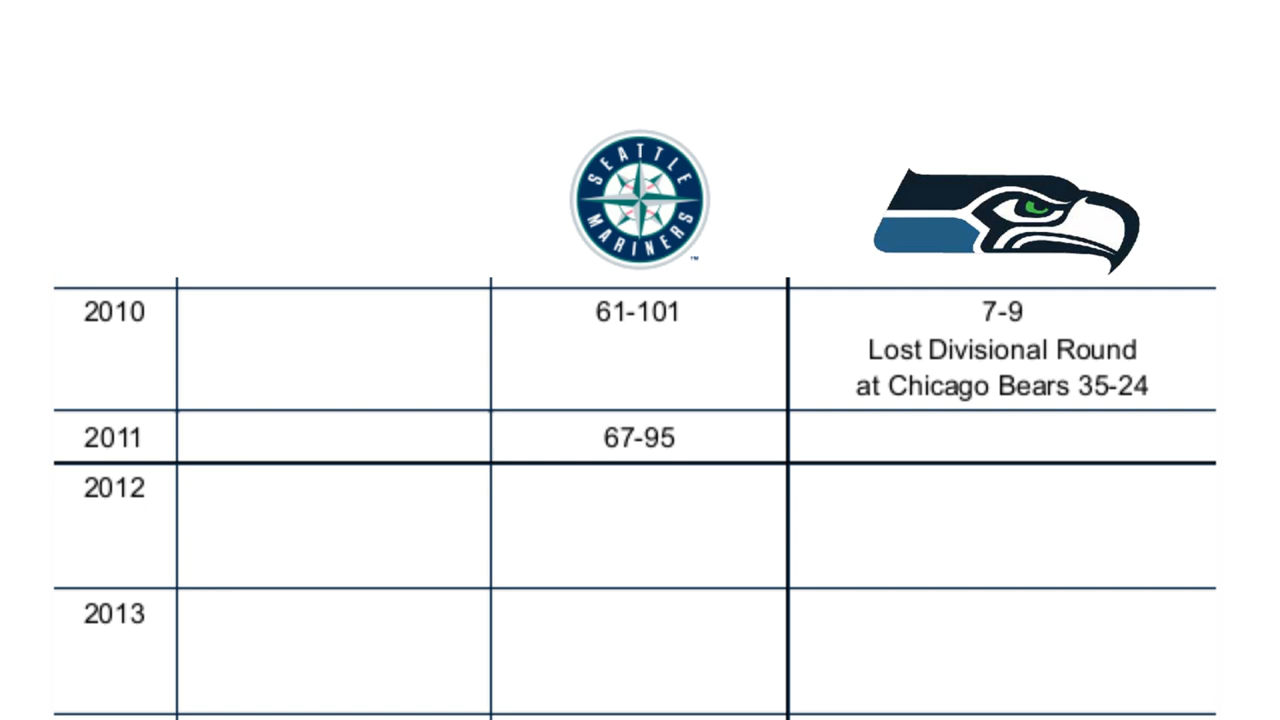 SEATTLE
MARINERS
™
2010
61-101
7-9
Lost Divisional Round
at Chicago Bears 35-24
2011
67-95
2012
2013